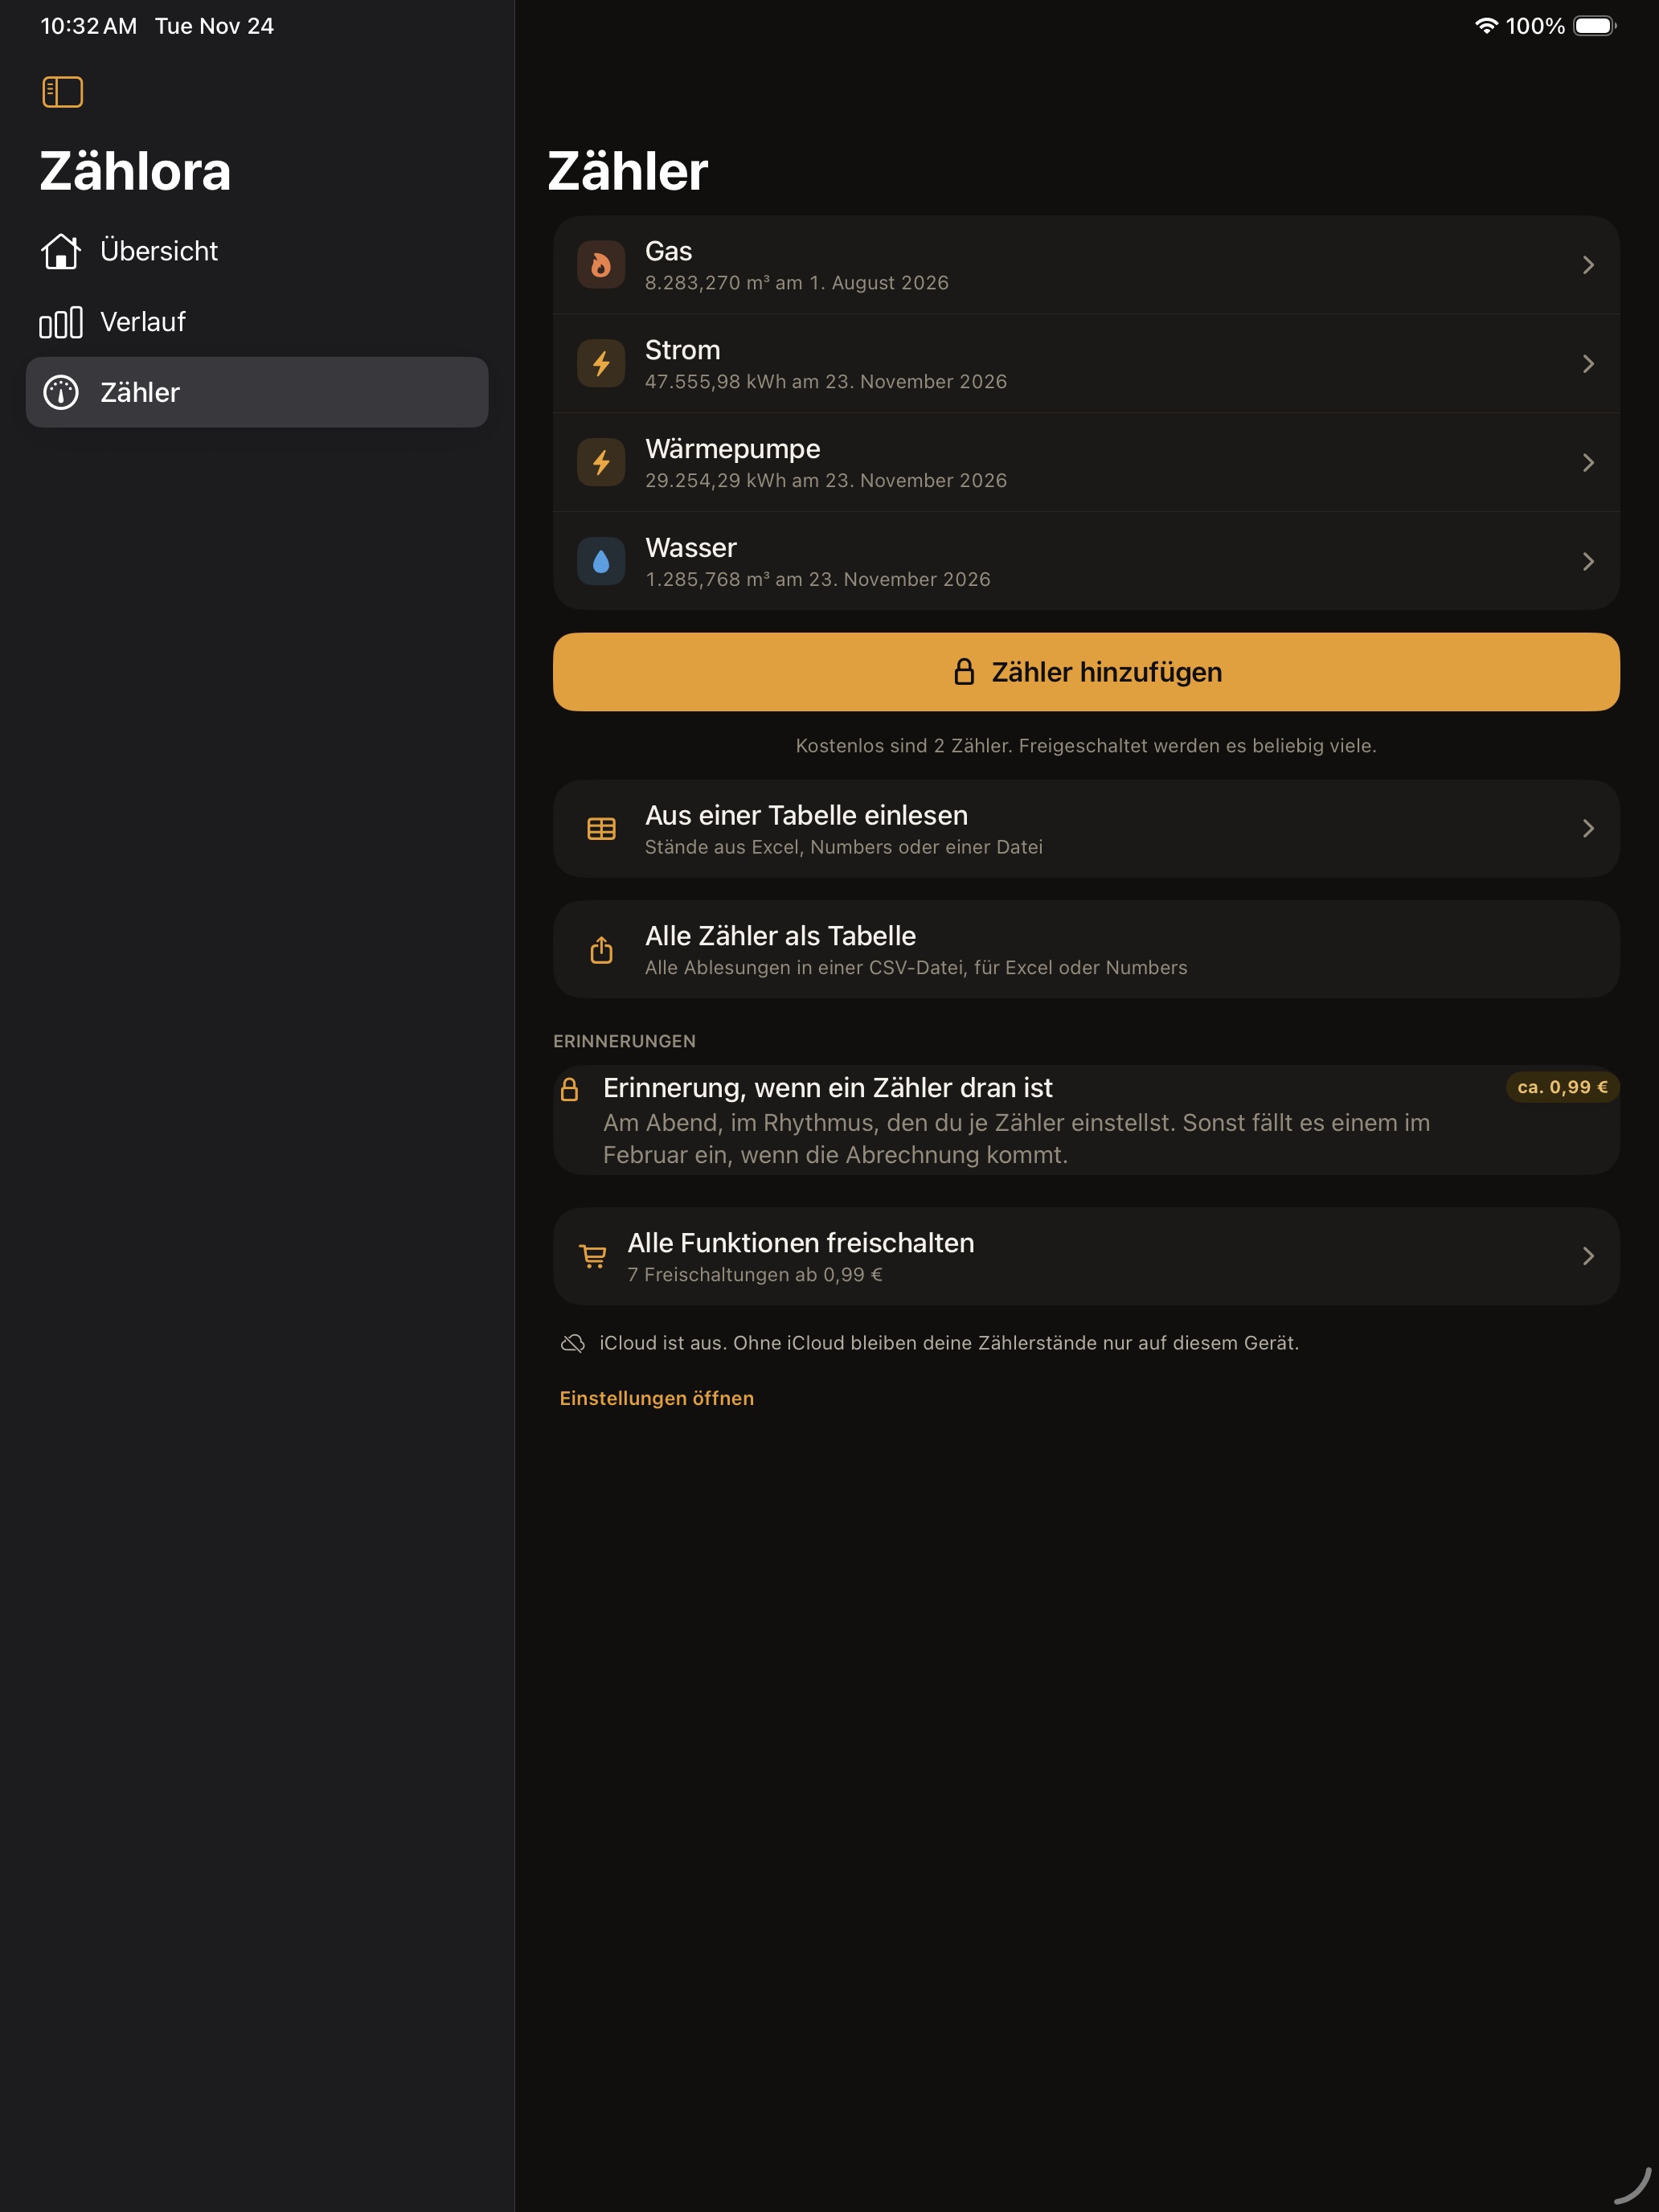 10:32 AM Tue Nov 24
100%
Zählora
Übersicht
Verlauf
Zähler
Zähler
Gas
8.283,270 m³ am 1. August 2026
Strom
47.555,98 kWh am 23. November 2026
Wärmepumpe
29.254,29 kWh am 23. November 2026
Wasser
1.285,768 m³ am 23. November 2026
Zähler hinzufügen
Kostenlos sind 2 Zähler. Freigeschaltet werden es beliebig viele.
Aus einer Tabelle einlesen
Stände aus Excel, Numbers oder einer Datei
Alle Zähler als Tabelle
Alle Ablesungen in einer CSV-Datei, für Excel oder Numbers
ERINNERUNGEN
Erinnerung, wenn ein Zähler dran ist
ca. 0,99 €
Am Abend, im Rhythmus, den du je Zähler einstellst. Sonst fällt es einem im
Februar ein, wenn die Abrechnung kommt.
Alle Funktionen freischalten
7 Freischaltungen ab 0,99 €
iCloud ist aus. Ohne iCloud bleiben deine Zählerstände nur auf diesem Gerät.
Einstellungen öffnen